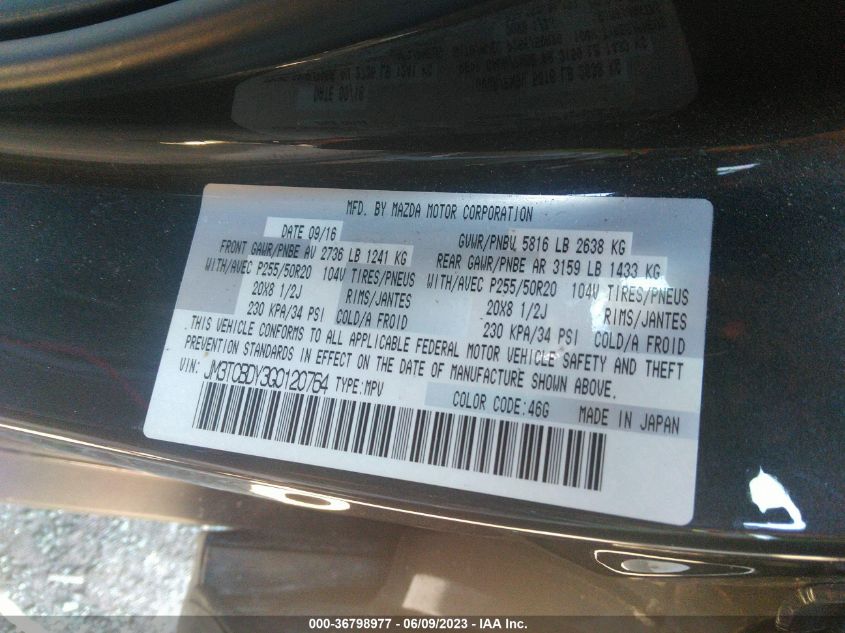 MFD. BY MAZDA MOTOR CORPORATION
DATE 09/16 GVWR/PNBV 5816 LB 2638 KG
FRONT GAWR/PNBE AV 2736 LB 1241 KG REAR GAWR/PNBE AR 3159 LB 1433 KG
WITH/AVEC P255/50R20 104V TIRES/PNEUS WITH/AVEC P255/50R20 104V TIRES/PNEUS
20X8 1/2J RIMS/JANTES 20X8 1/2J RIMS/JANTES
230 KPA/34 PSI COLD/A FROID 230 KPA/34 PSI COLD/A FROID
THIS VEHICLE CONFORMS TO ALL APPLICABLE FEDERAL MOTOR VEHICLE SAFETY AND THEFT
PREVENTION STANDARDS IN EFFECT ON THE DATE OF MANUFACTURE SHOWN ABOVE.
VIN: JM3TCBDY3G0120764 TYPE:MPV
COLOR CODE:46G MADE IN JAPAN
000-36798977 - 06/09/2023 - IAA Inc.